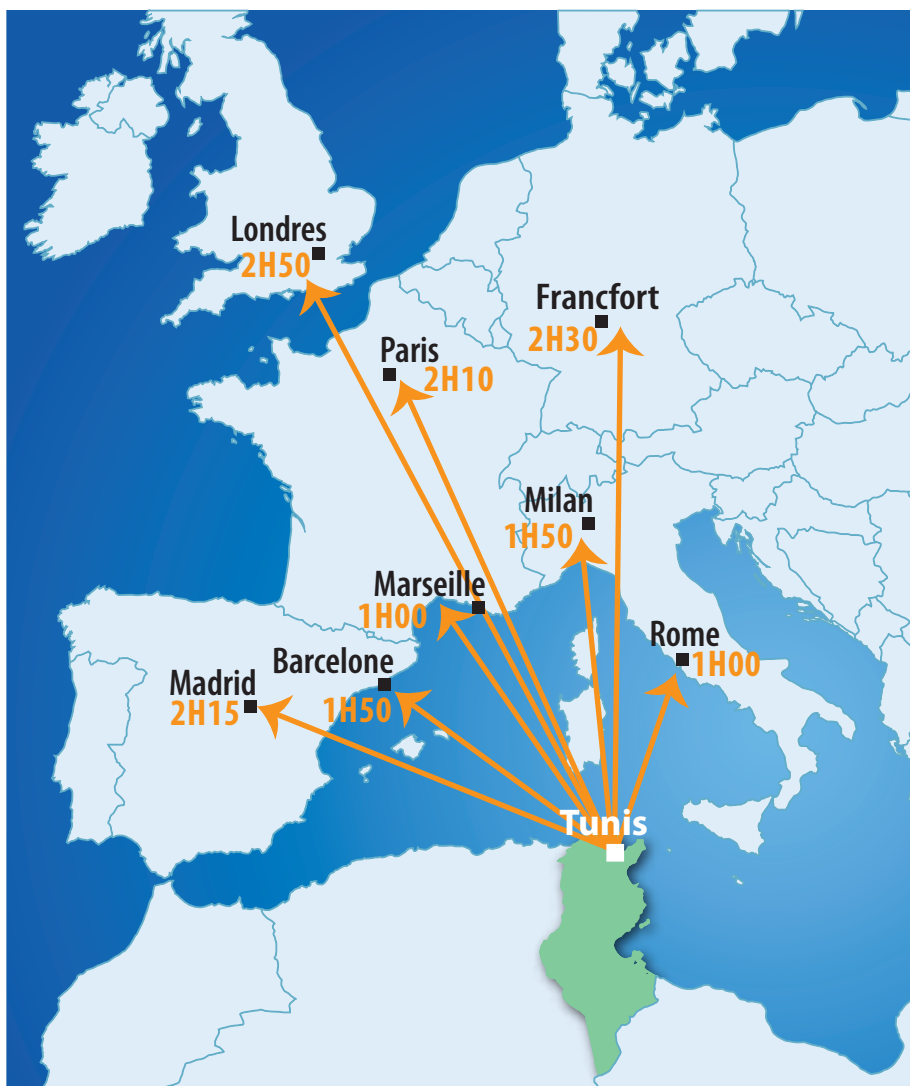 Londres
2H50
Francfort
2H30
Paris
2H10
Milan
1H50
Marseille
1H00
Rome
1H00
Barcelone
1H50
Madrid
2H15
Tunis